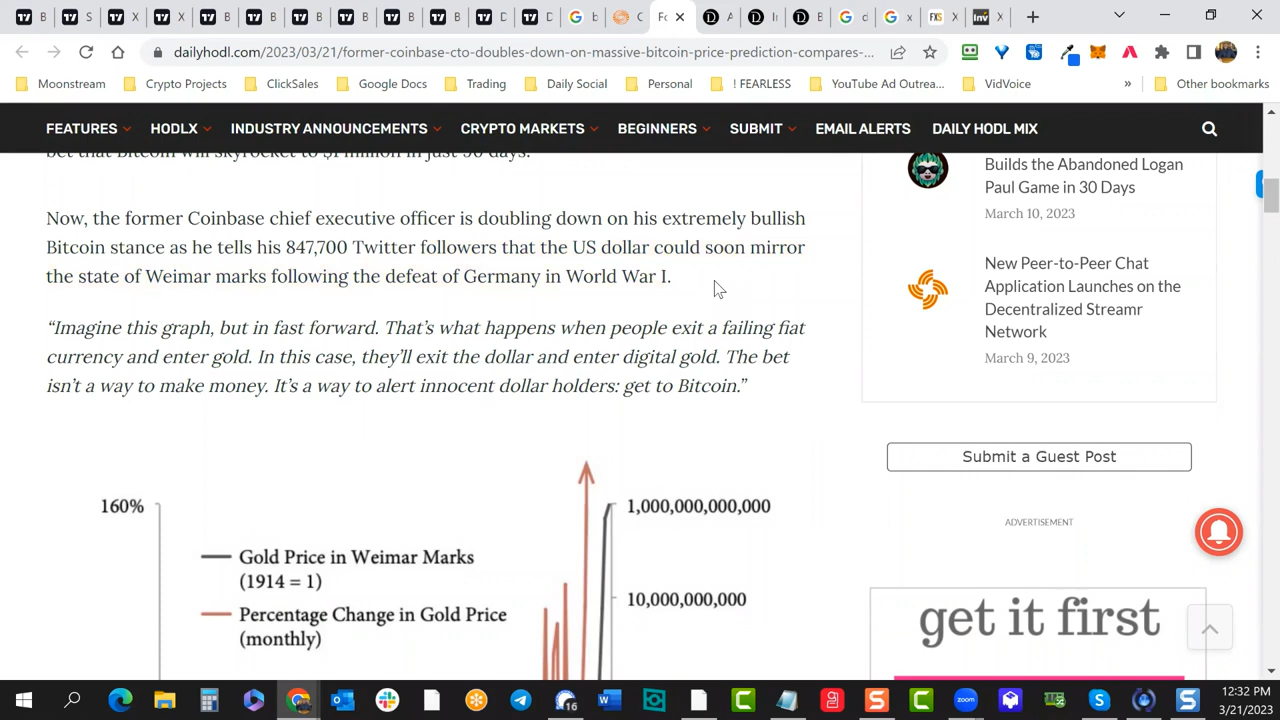 B
S
X
X
B
B
B
B
B
B
D
D
b
C
Fo
A
In
B
d
x
X
X
dailyhodl.com/2023/03/21/former-coinbase-cto-doubles-down-on-massive-bitcoin-price-prediction-compares-...
Moonstream
Crypto Projects
ClickSales
Google Docs
Trading
Daily Social
Personal
! FEARLESS
YouTube Ad Outrea...
VidVoice
»
Other bookmarks
FEATURES
HODLX
INDUSTRY ANNOUNCEMENTS
CRYPTO MARKETS
BEGINNERS
SUBMIT
EMAIL ALERTS
DAILY HODL MIX
bet that Bitcoin will skyrocket to $1 million in just 90 days.
Now, the former Coinbase chief executive officer is doubling down on his extremely bullish
Bitcoin stance as he tells his 847,700 Twitter followers that the US dollar could soon mirror
the state of Weimar marks following the defeat of Germany in World War I.
“Imagine this graph, but in fast forward. That’s what happens when people exit a failing fiat
currency and enter gold. In this case, they’ll exit the dollar and enter digital gold. The bet
isn’t a way to make money. It’s a way to alert innocent dollar holders: get to Bitcoin.”
160%
1,000,000,000,000
Gold Price in Weimar Marks
(1914 = 1)
10,000,000,000
Percentage Change in Gold Price
(monthly)
Builds the Abandoned Logan
Paul Game in 30 Days
March 10, 2023
New Peer-to-Peer Chat
Application Launches on the
Decentralized Streamr
Network
March 9, 2023
Submit a Guest Post
ADVERTISEMENT
get it first
16
12:32 PM
3/21/2023